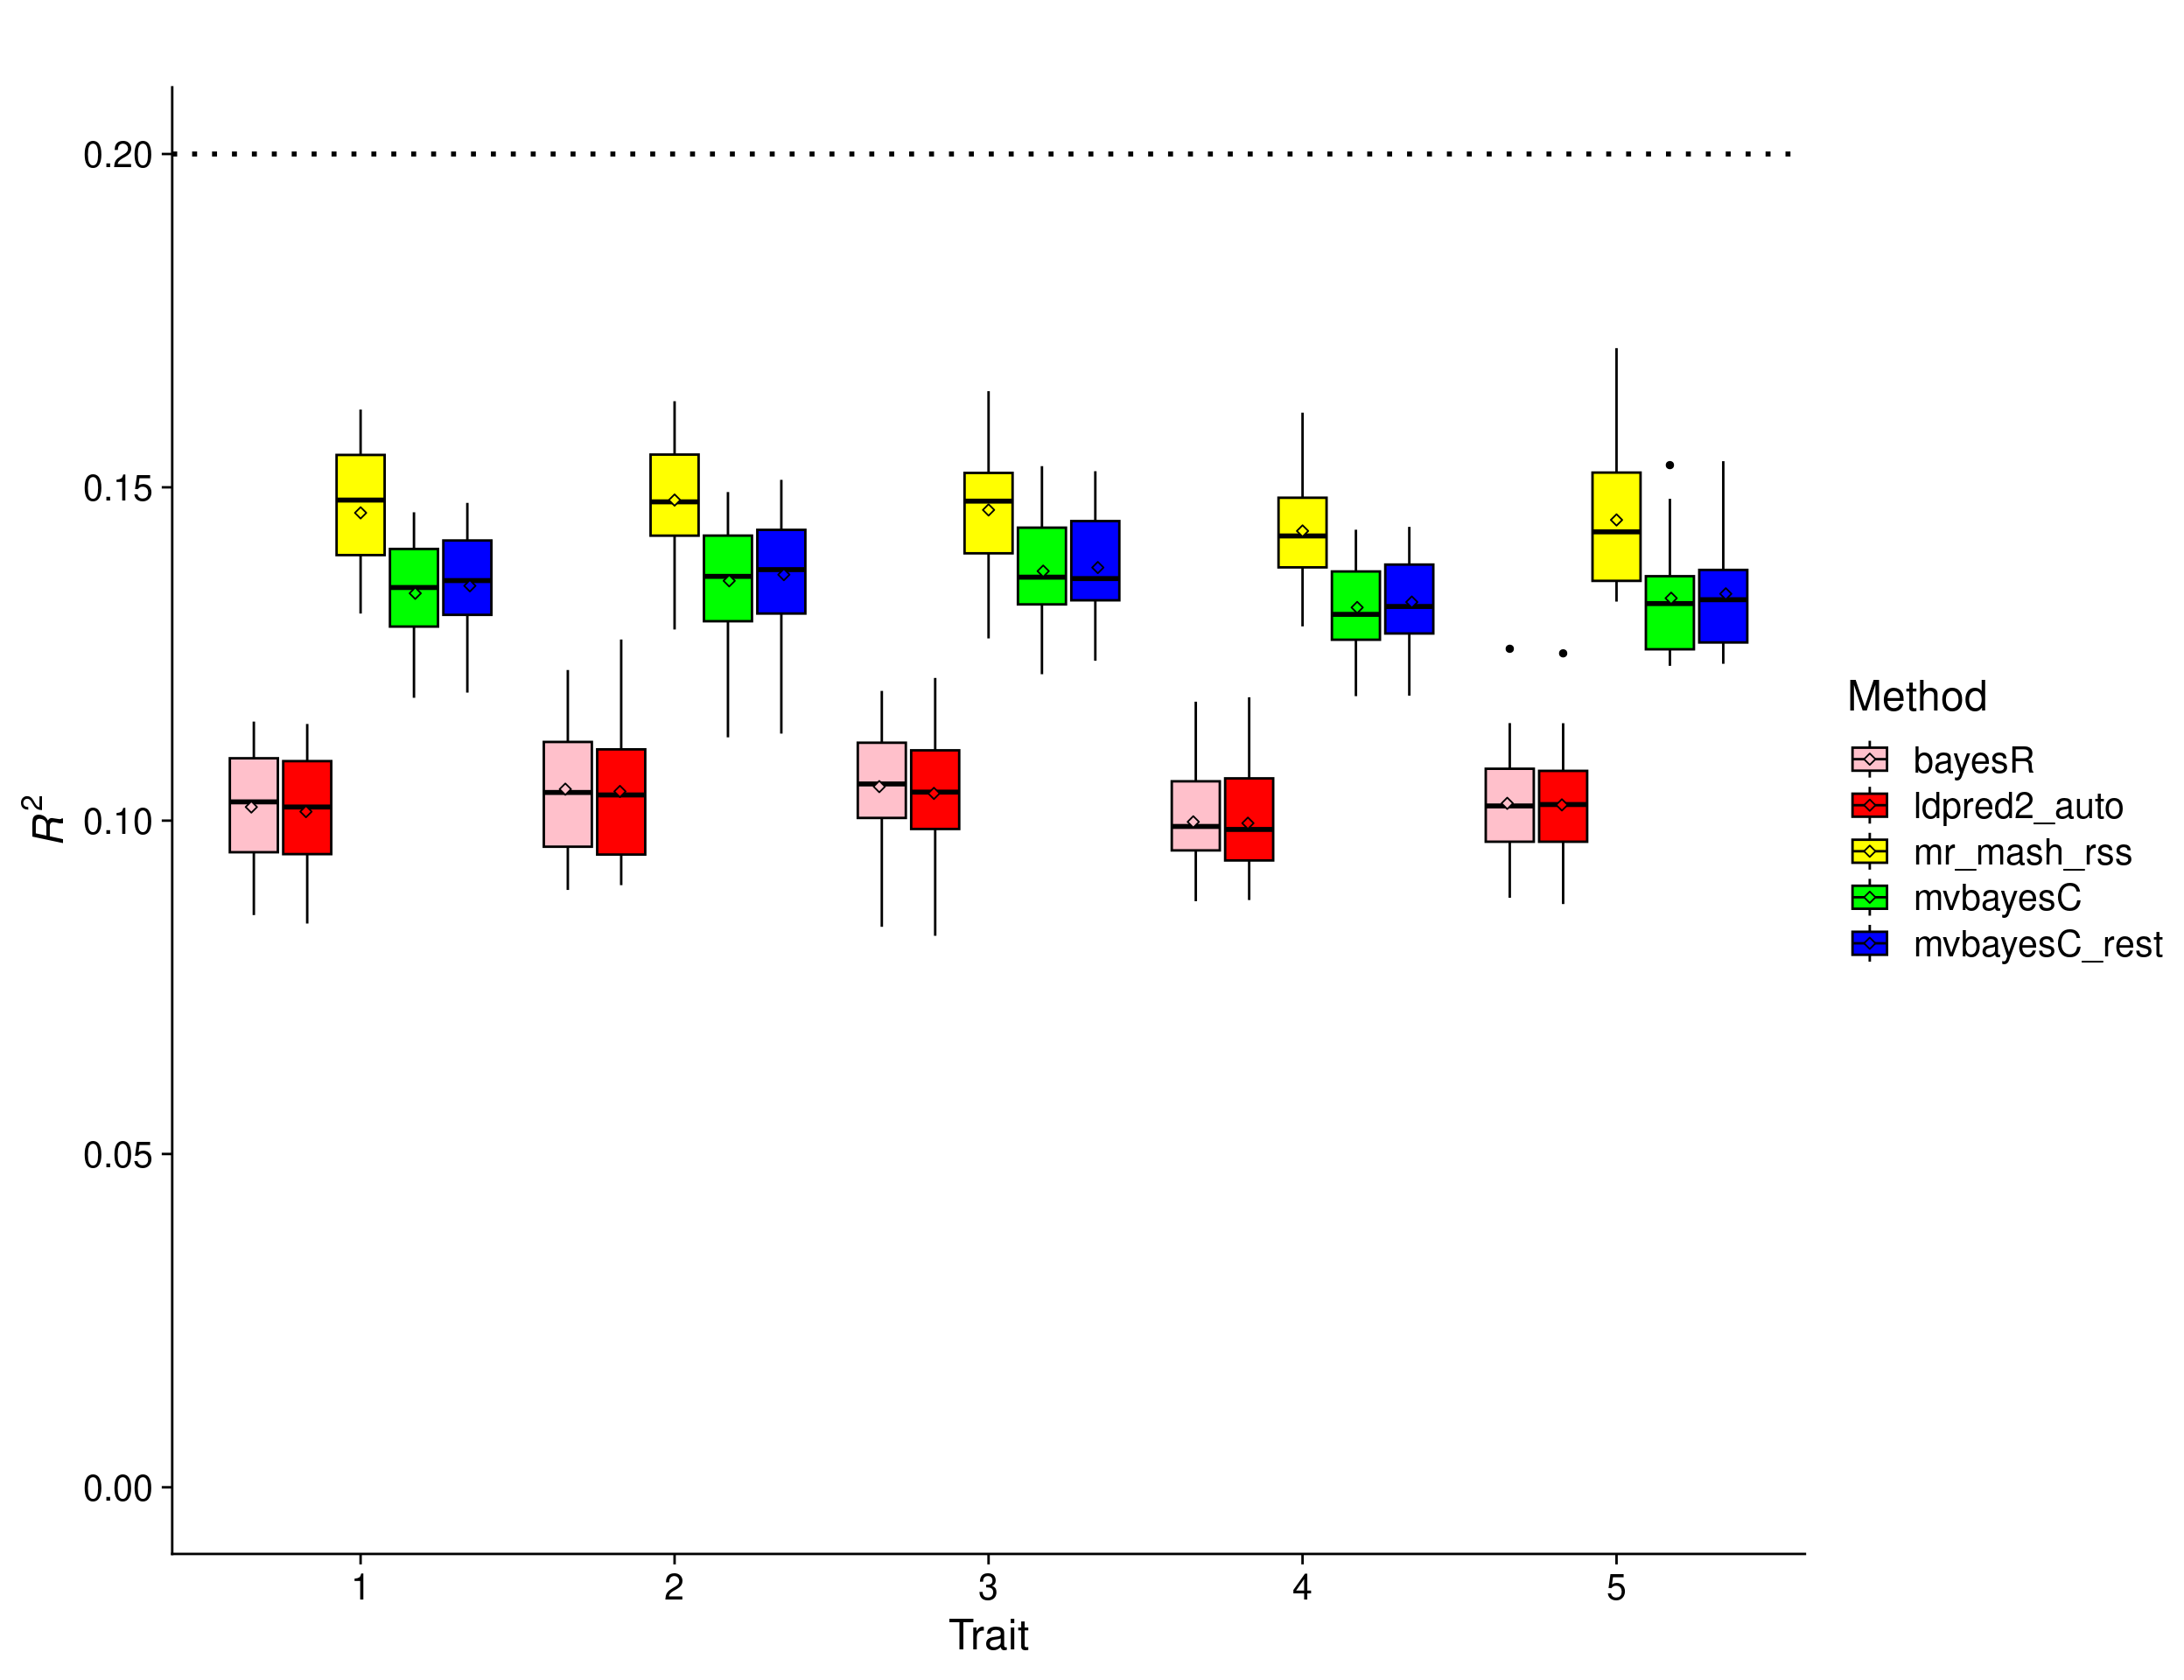 0.20
0.15
0.10
0.05
0.00
R²
1 2 3 4 5
Trait
Method
bayesR
ldpred2_auto
mr_mash_rss
mvbayesC
mvbayesC_rest